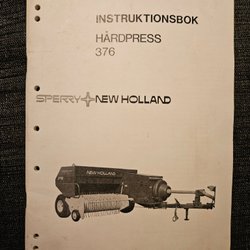 INSTRUKTIONSBOK
HÅRDPRESS
376
SPERRY NEW HOLLAND
NEW HOLLAND